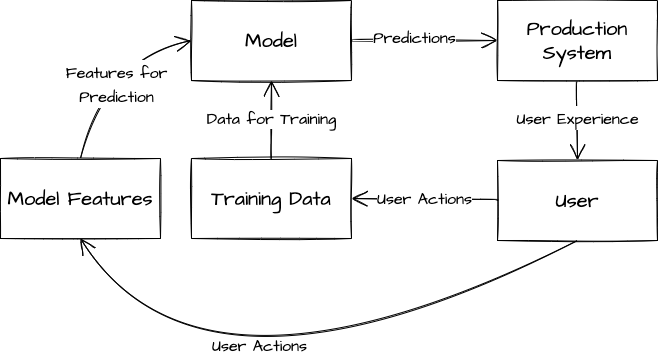 Model
Predictions
Production
System
Features for
Prediction
Data for Training
User Experience
Model Features
Training Data
User Actions
User
User Actions